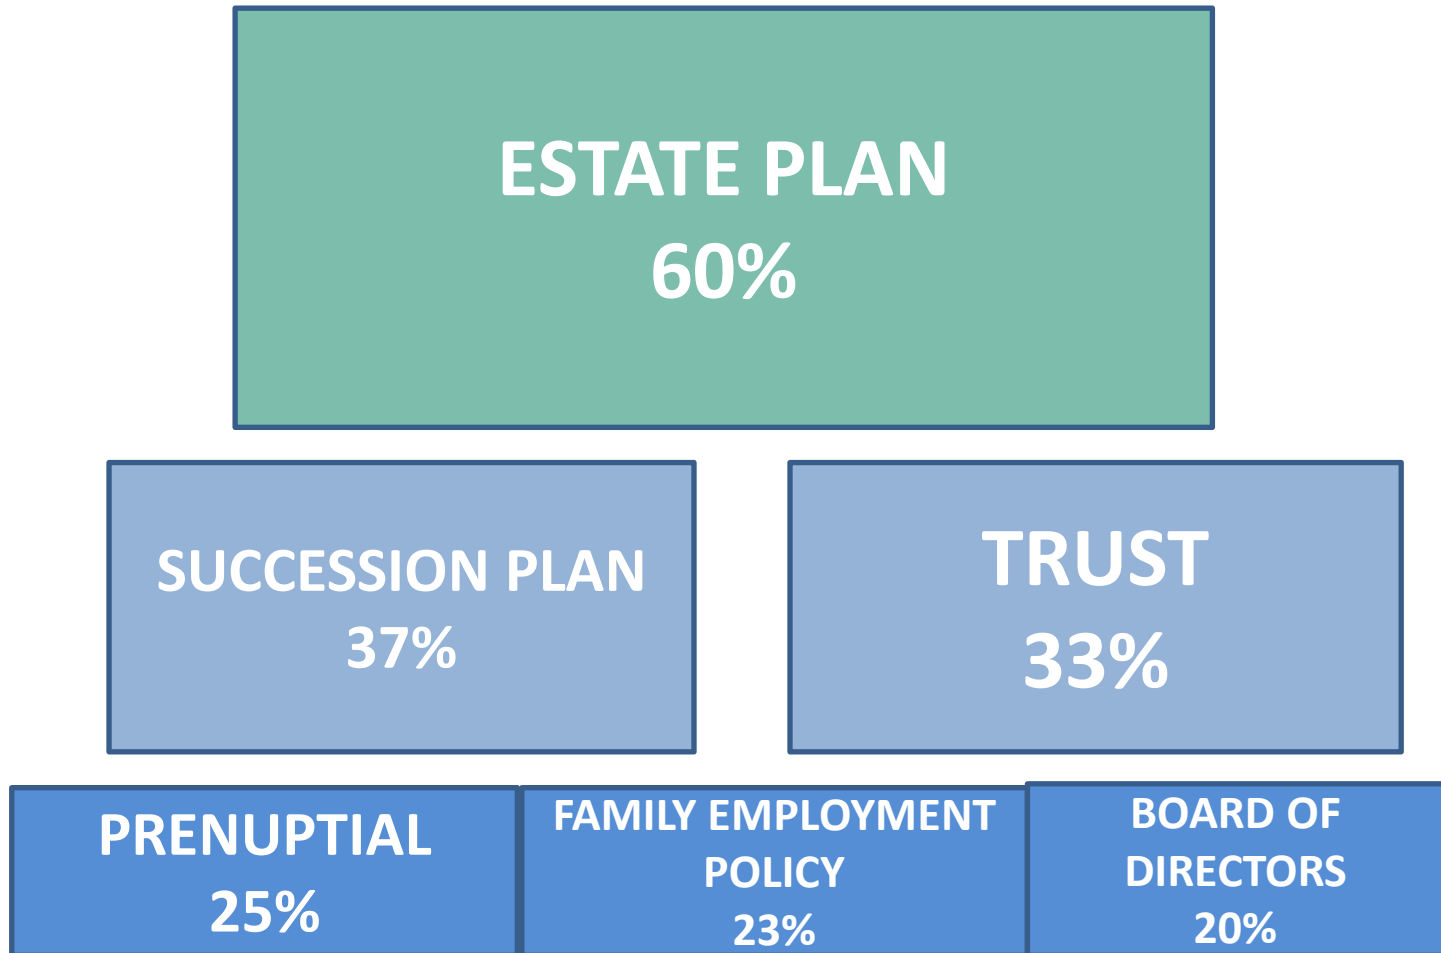 ESTATE PLAN
60%
SUCCESSION PLAN
37%
TRUST
33%
PRENUPTIAL
25%
FAMILY EMPLOYMENT
POLICY
23%
BOARD OF
DIRECTORS
20%